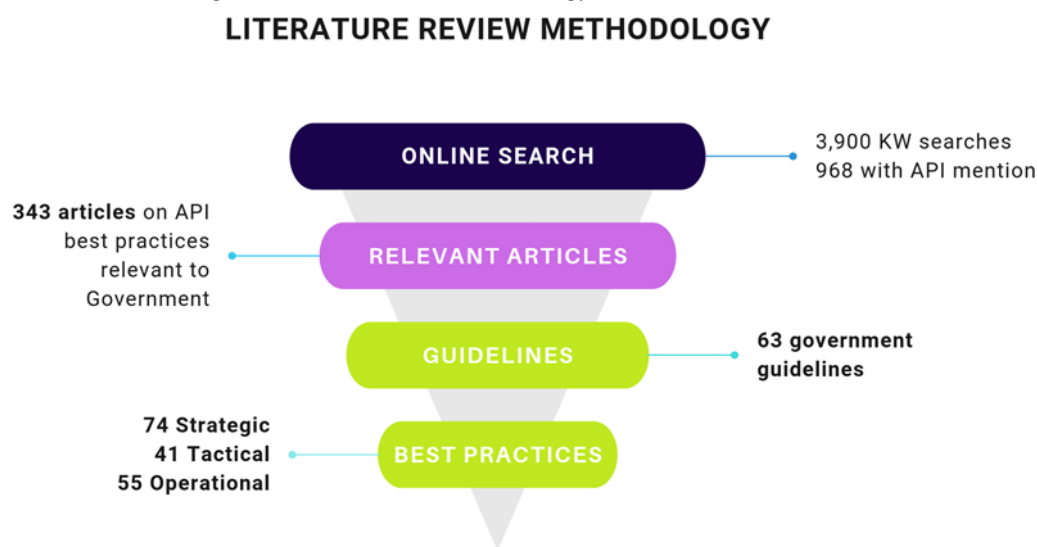 LITERATURE REVIEW METHODOLOGY
ONLINE SEARCH
3,900 KW searches
968 with API mention
343 articles on API
best practices
relevant to
Government
RELEVANT ARTICLES
GUIDELINES
63 government
guidelines
74 Strategic
41 Tactical
55 Operational
BEST PRACTICES